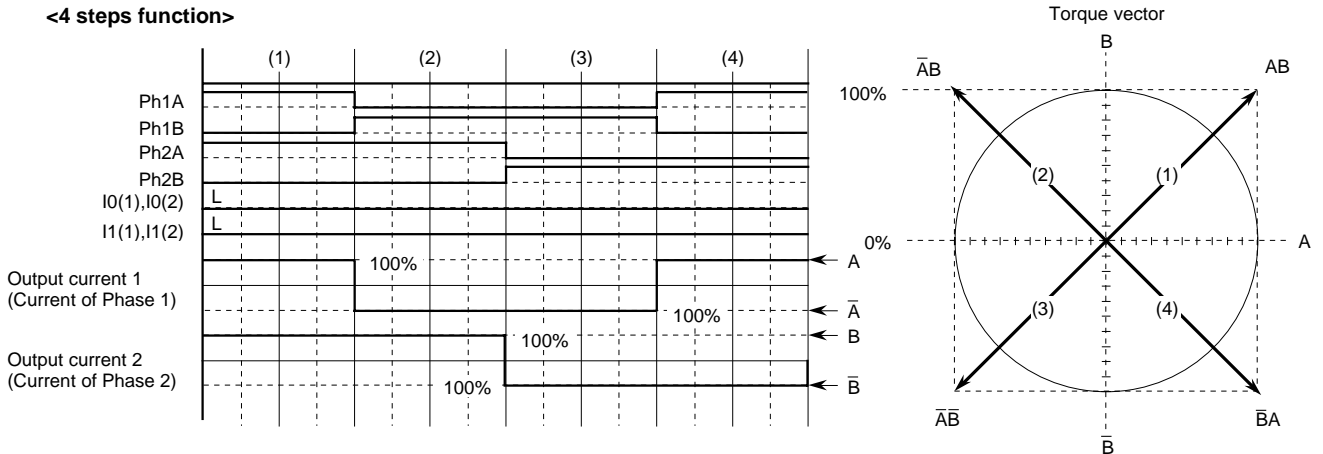 <4 steps function>
(1) (2) (3) (4)
Ph1A
Ph1B
Ph2A
Ph2B
I0(1),I0(2) L
I1(1),I1(2) L
Output current 1
(Current of Phase 1)
100%
100%
A
A̅
Output current 2
(Current of Phase 2)
100%
100%
B
B̅
Torque vector
B
A̅B
AB
100%
(2) (1)
0%
A
(3) (4)
A̅B̅
B̅A
B̅